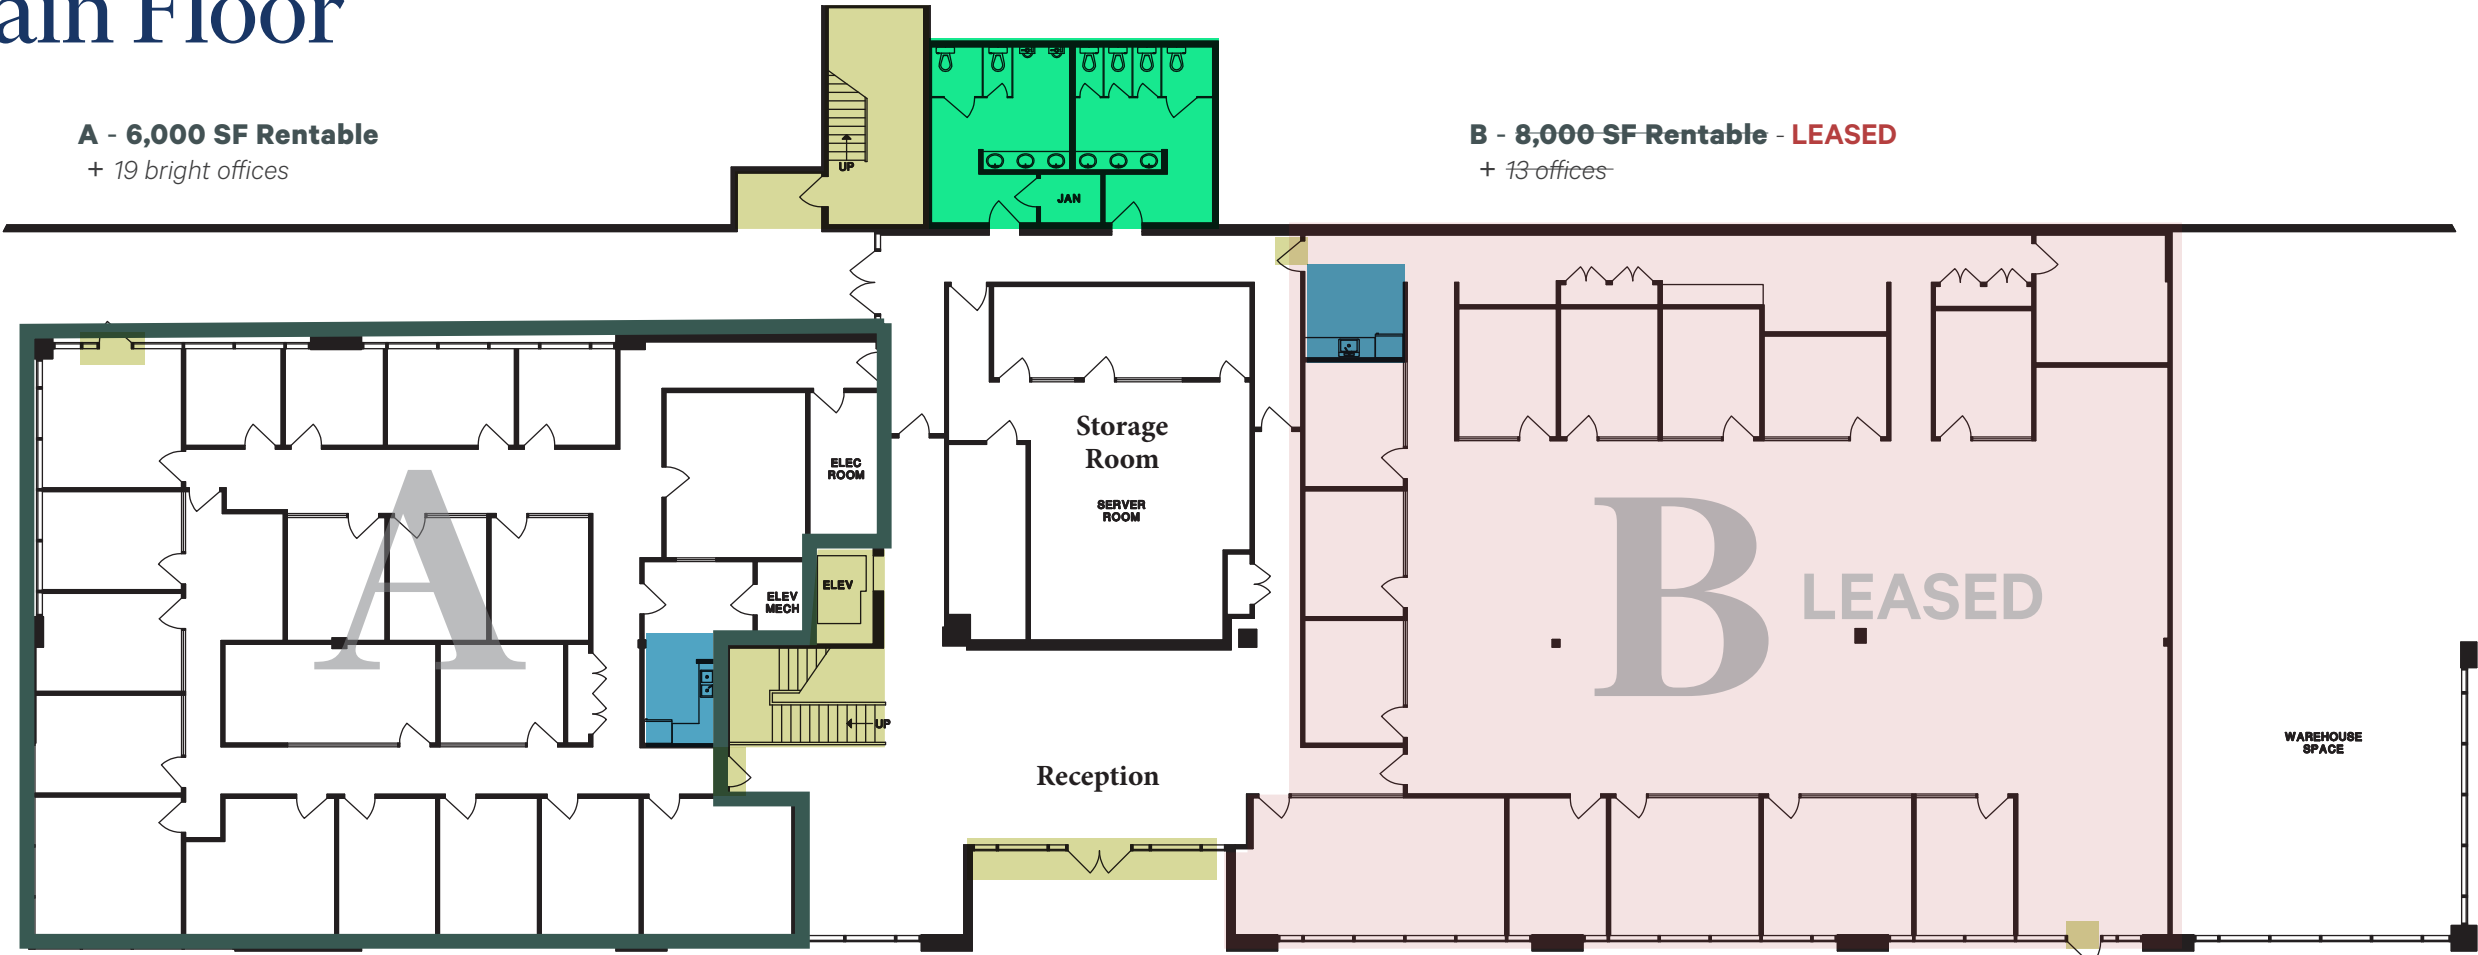 ain Floor
A - 6,000 SF Rentable
+ 19 bright offices
B - 8,000 SF Rentable - LEASED
+ 13 offices
UP
JAN
Storage
Room
SERVER
ROOM
ELEC
ROOM
A
ELEV
ELEV
MECH
UP
Reception
B LEASED
WAREHOUSE
SPACE